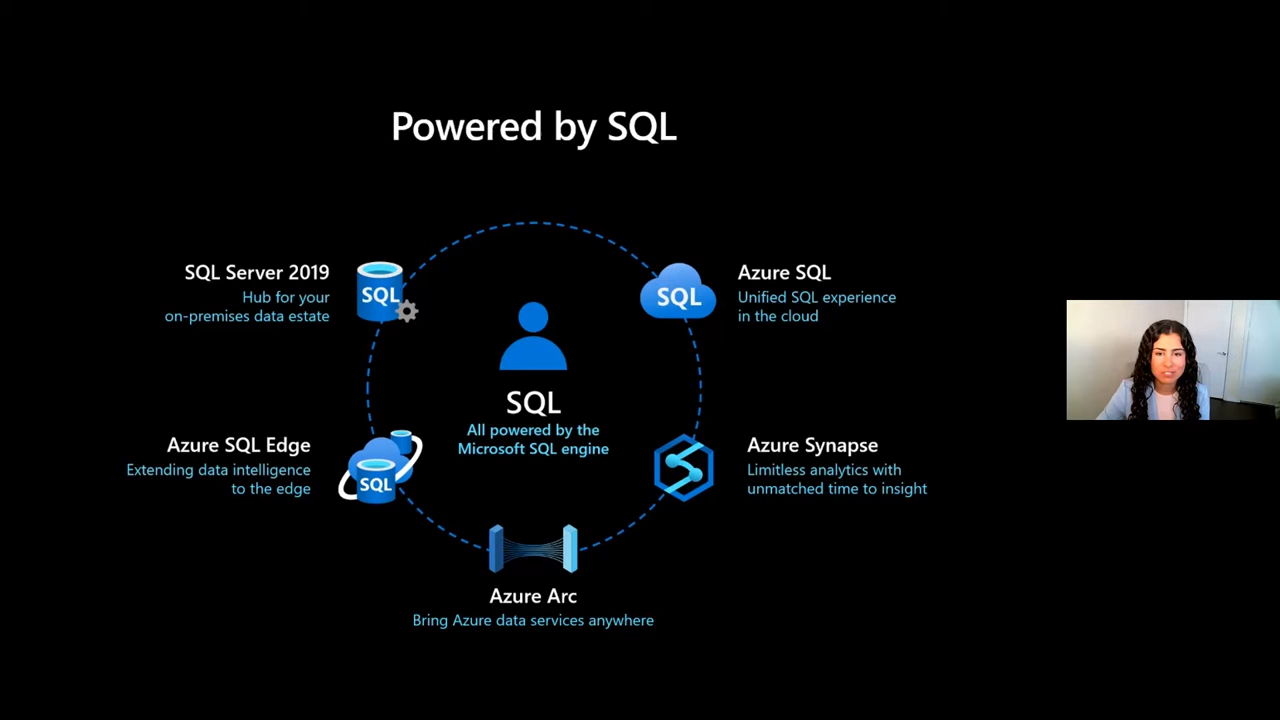 Powered by SQL
SQL Server 2019
Hub for your
on-premises data estate
SQL
SQL
Azure SQL
Unified SQL experience
in the cloud
SQL
All powered by the
Microsoft SQL engine
Azure SQL Edge
Extending data intelligence
to the edge
SQL
Azure Synapse
Limitless analytics with
unmatched time to insight
Azure Arc
Bring Azure data services anywhere